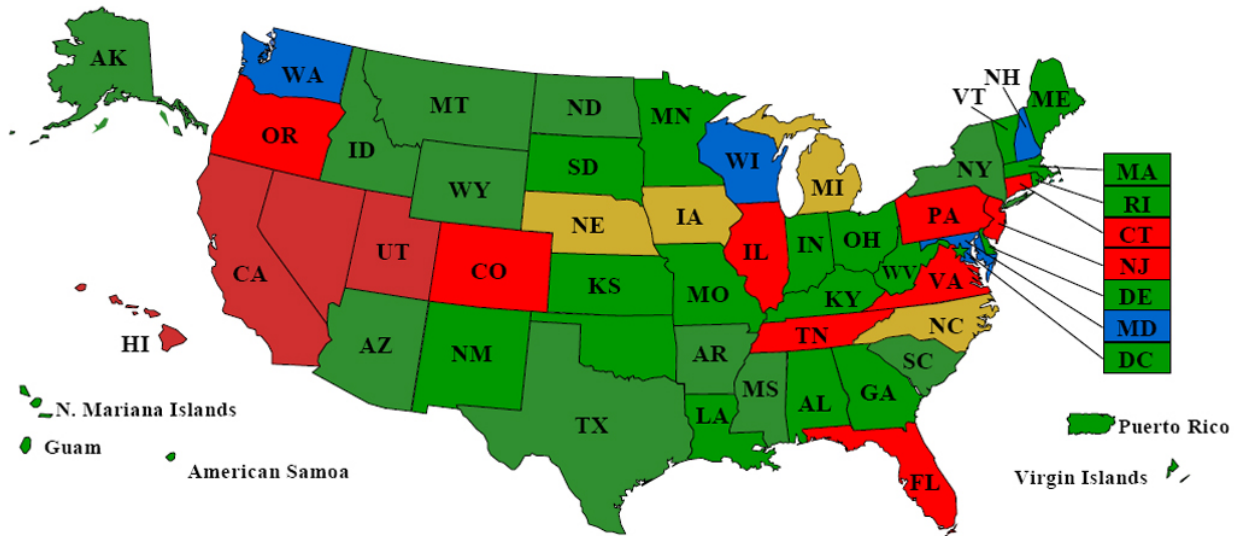 AK
WA
MT
ND
MN
NH
VT
ME
OR
ID
SD
WI
NY
MA
WY
MI
RI
NE
IA
PA
CT
CA
UT
CO
IL
IN
OH
NJ
KS
MO
WV
VA
DE
KY
MD
HI
AZ
NM
TN
NC
DC
AR
SC
MS
AL
GA
TX
LA
N. Mariana Islands
Guam
American Samoa
FL
Puerto Rico
Virgin Islands